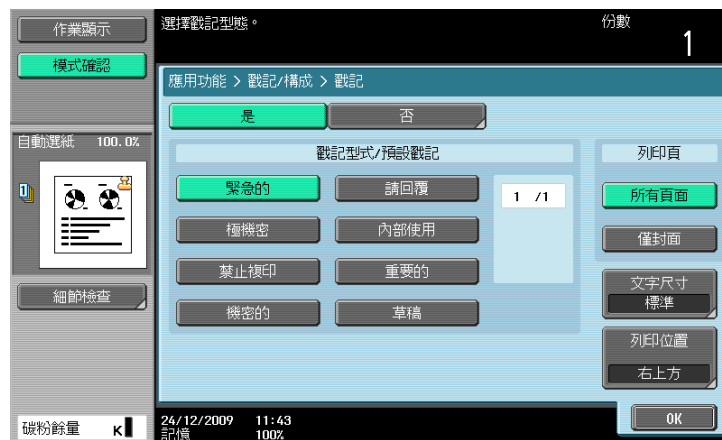 作業顯示
模式確認
選擇戳記型態。
份數
1
應用功能 > 戳記/構成 > 戳記
是
否
自動選紙 100.0%
戳記型式/預設戳記
列印頁
緊急的
請回覆
1 /1
所有頁面
極機密
內部使用
僅封面
禁止複印
重要的
文字尺寸
標準
細節檢查
機密的
草稿
列印位置
右上方
碳粉餘量 K
24/12/2009 11:43
記憶 100%
OK